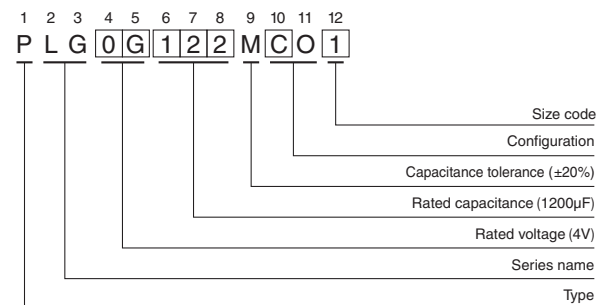 1 2 3 4 5 6 7 8 9 10 11 12
P L G 0 G 1 2 2 M C O 1
Size code
Configuration
Capacitance tolerance (±20%)
Rated capacitance (1200µF)
Rated voltage (4V)
Series name
Type